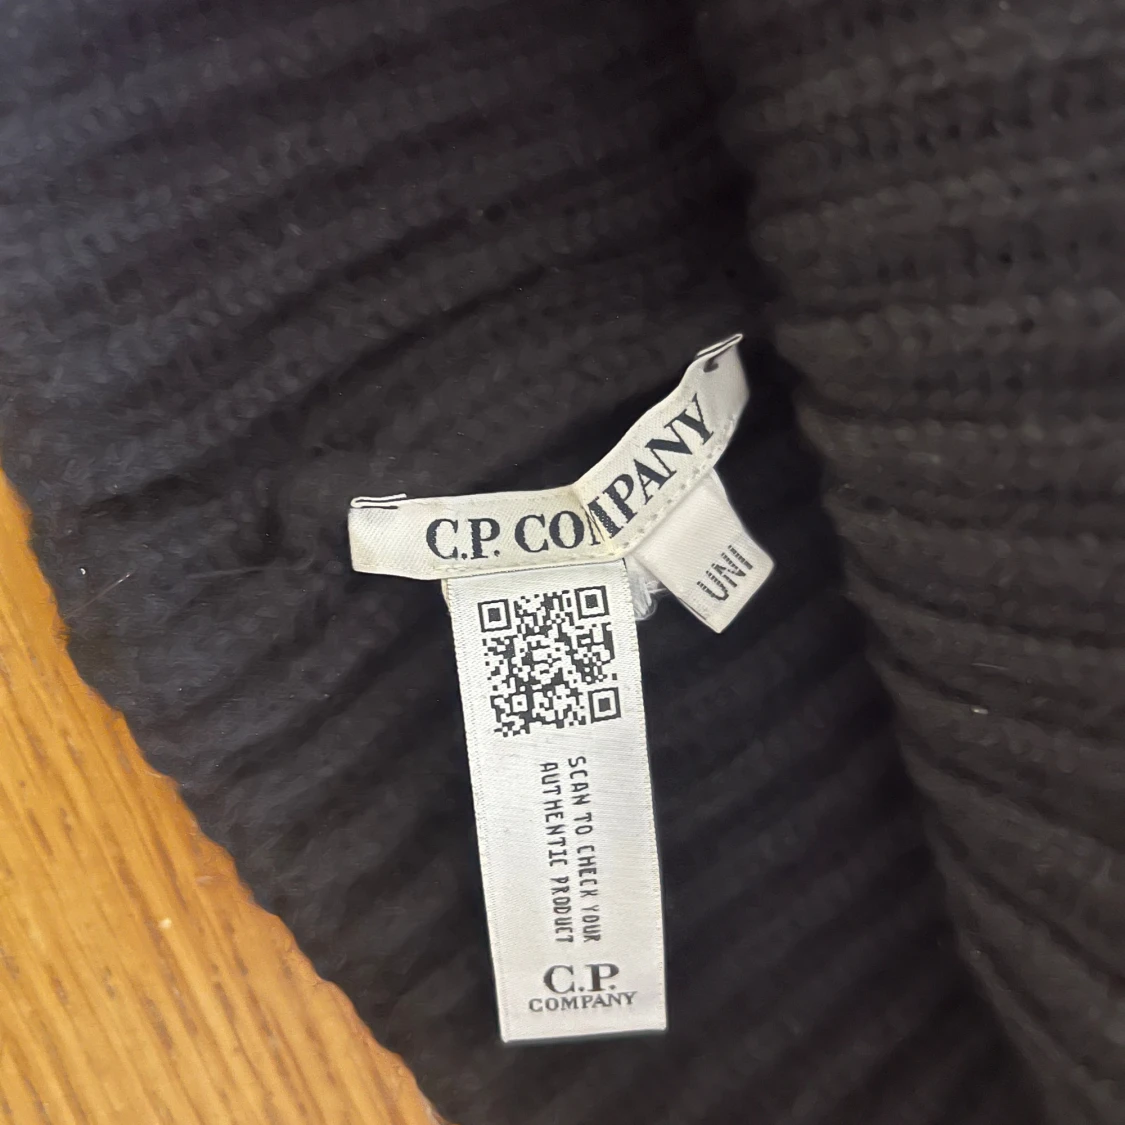 C.P. COMPANY
UNI
SCAN TO CHECK YOUR
AUTHENTIC PRODUCT
C.P.
COMPANY